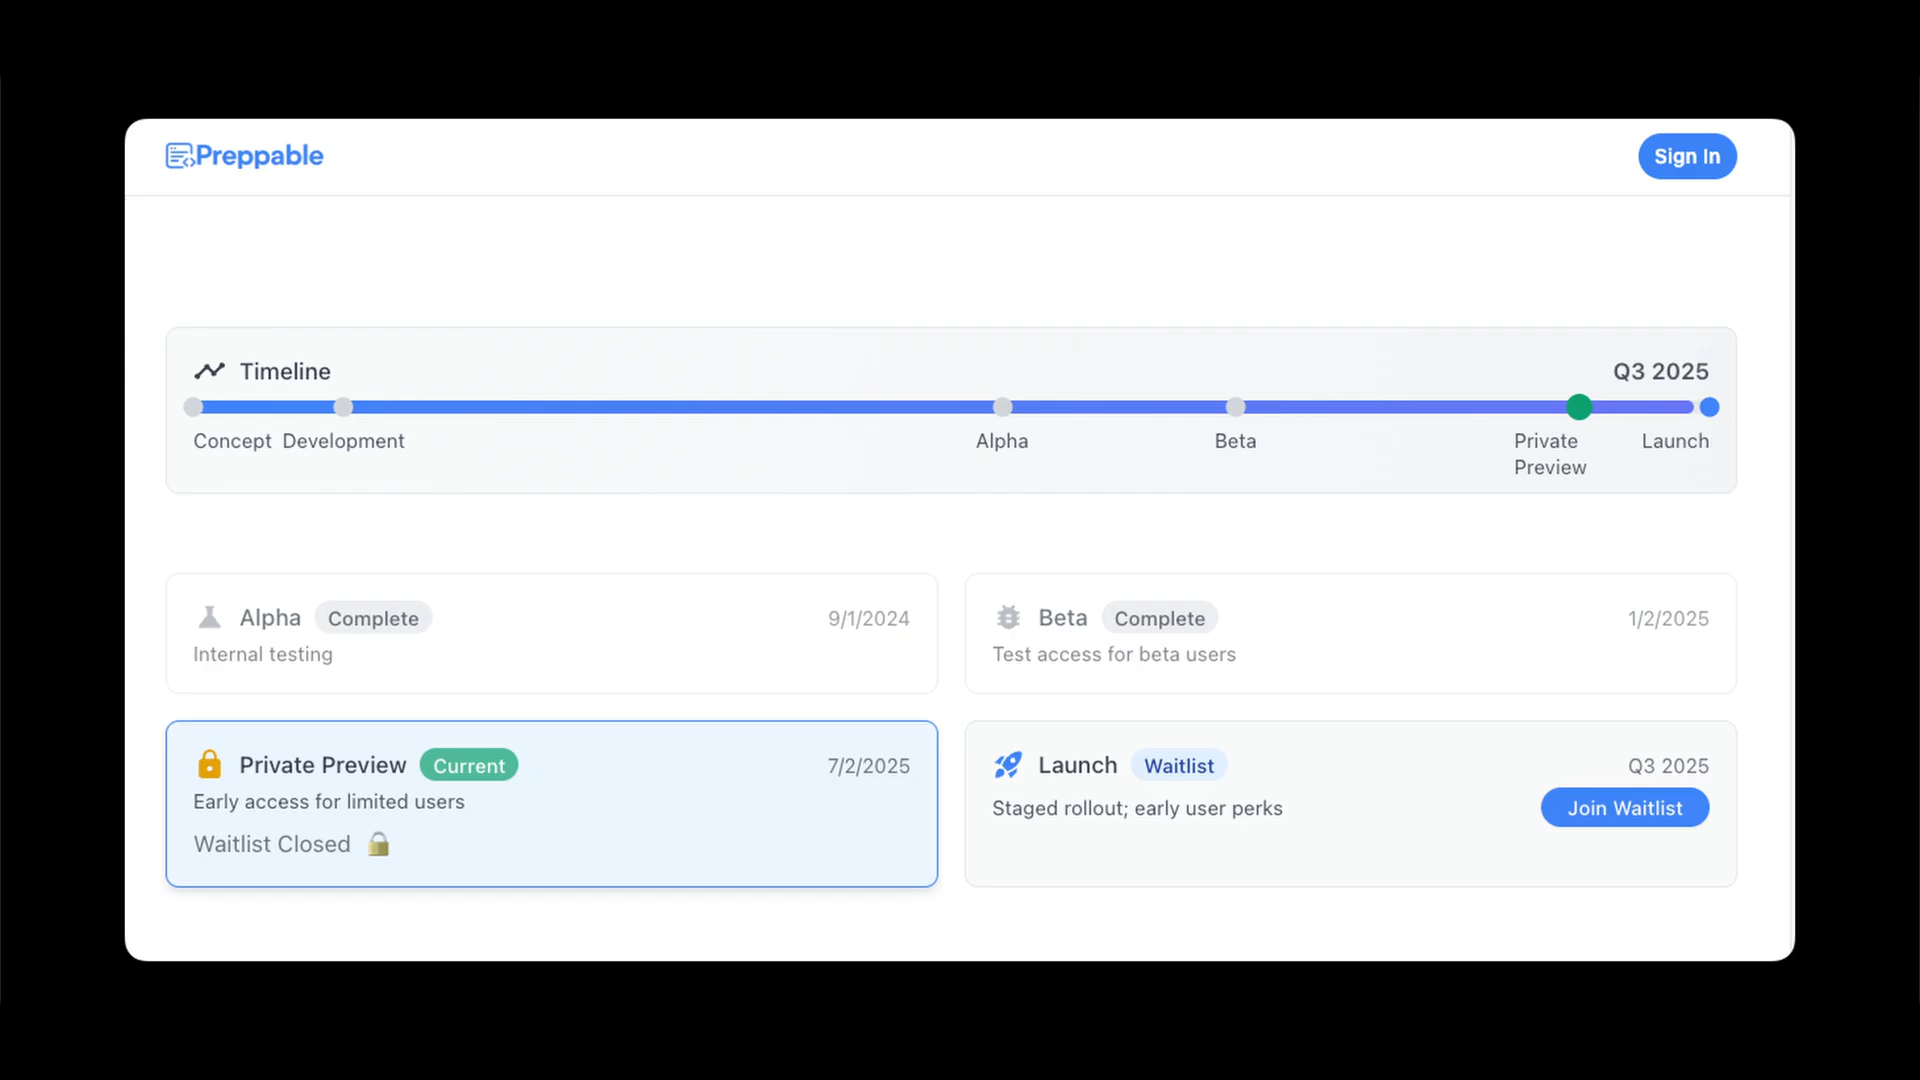 Preppable
Sign In
Timeline
Q3 2025
Concept Development Alpha Beta Private Preview Launch
Alpha Complete 9/1/2024
Internal testing
Beta Complete 1/2/2025
Test access for beta users
Private Preview Current 7/2/2025
Early access for limited users
Waitlist Closed
Launch Waitlist Q3 2025
Staged rollout; early user perks
Join Waitlist